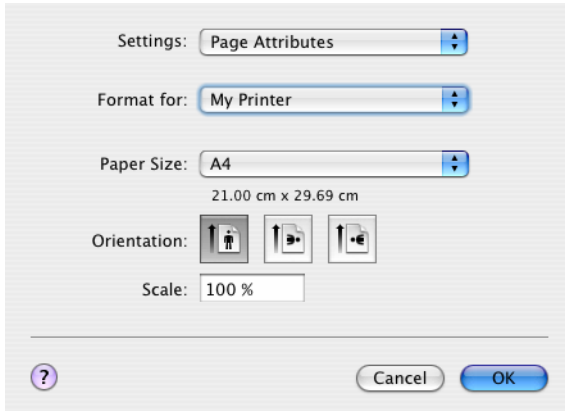 Settings: Page Attributes
Format for: My Printer
Paper Size: A4
21.00 cm x 29.69 cm
Orientation:
Scale: 100 %
? Cancel OK